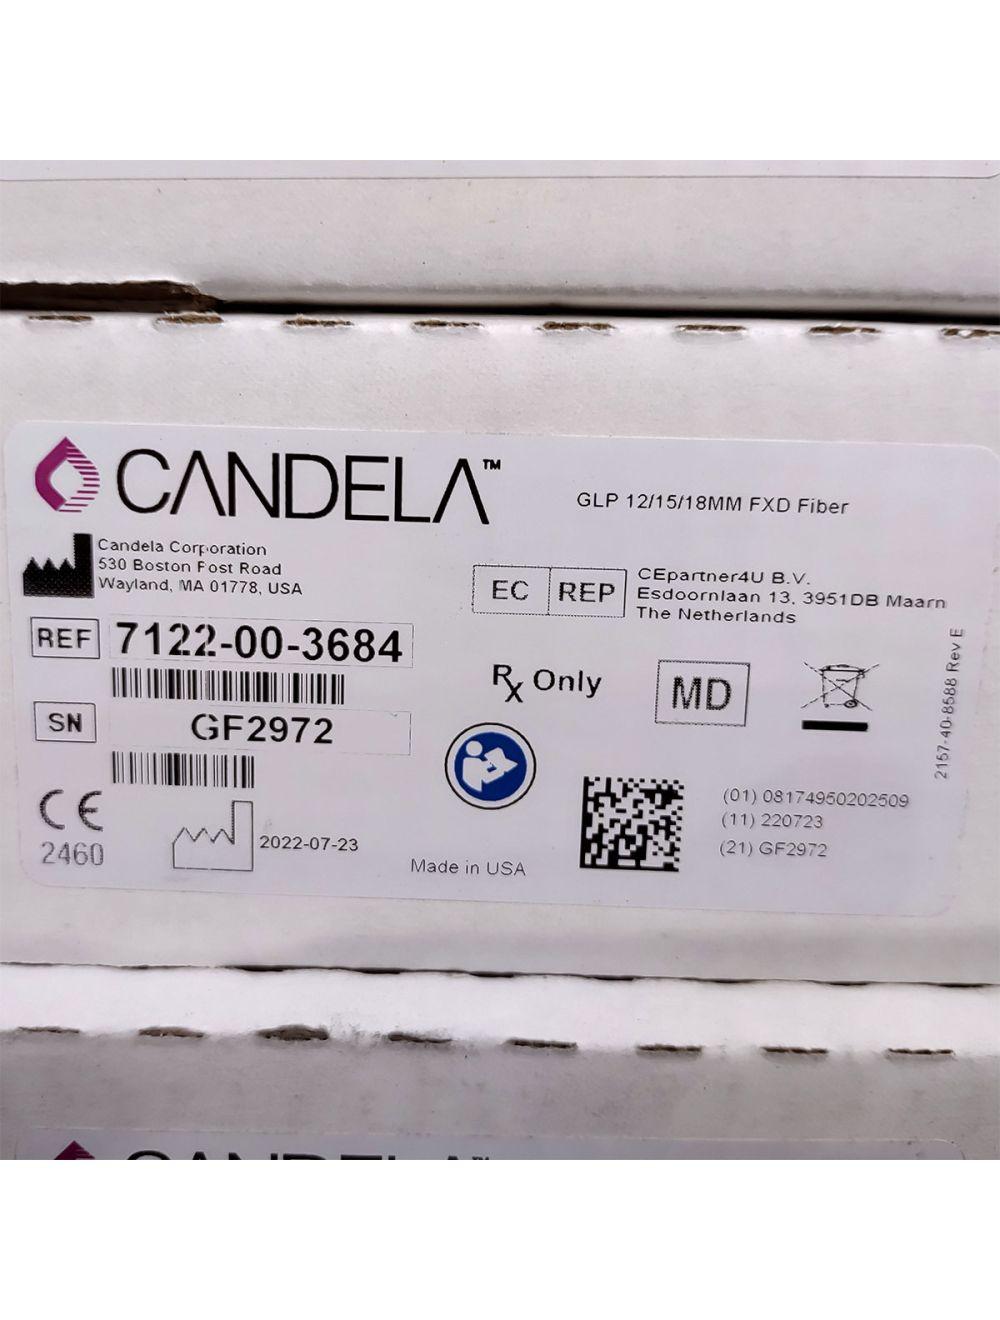 CANDELA™
GLP 12/15/18MM FXD Fiber
Candela Corporation
530 Boston Post Road
Wayland, MA 01778, USA
EC REP
CEpartner4U B.V.
Esdoornlaan 13, 3951DB Maarn
The Netherlands
REF 7122-00-3684
Rx Only
MD
SN GF2972
CE
2460
2022-07-23
Made in USA
(01) 08174950202509
(11) 220723
(21) GF2972
2157-40-8588 Rev E
CANDELA™